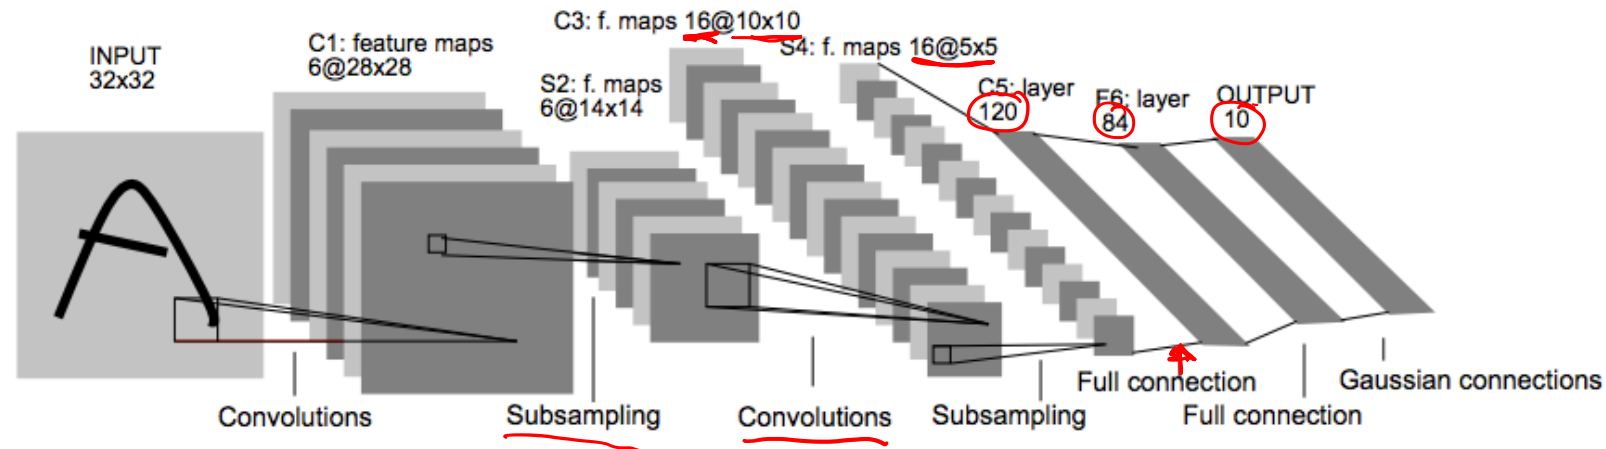 INPUT
32x32
C1: feature maps
6@28x28
S2: f. maps
6@14x14
C3: f. maps 16@10x10
S4: f. maps 16@5x5
C5: layer
120
F6: layer
84
OUTPUT
10
Convolutions
Subsampling
Convolutions
Subsampling
Full connection
Full connection
Gaussian connections